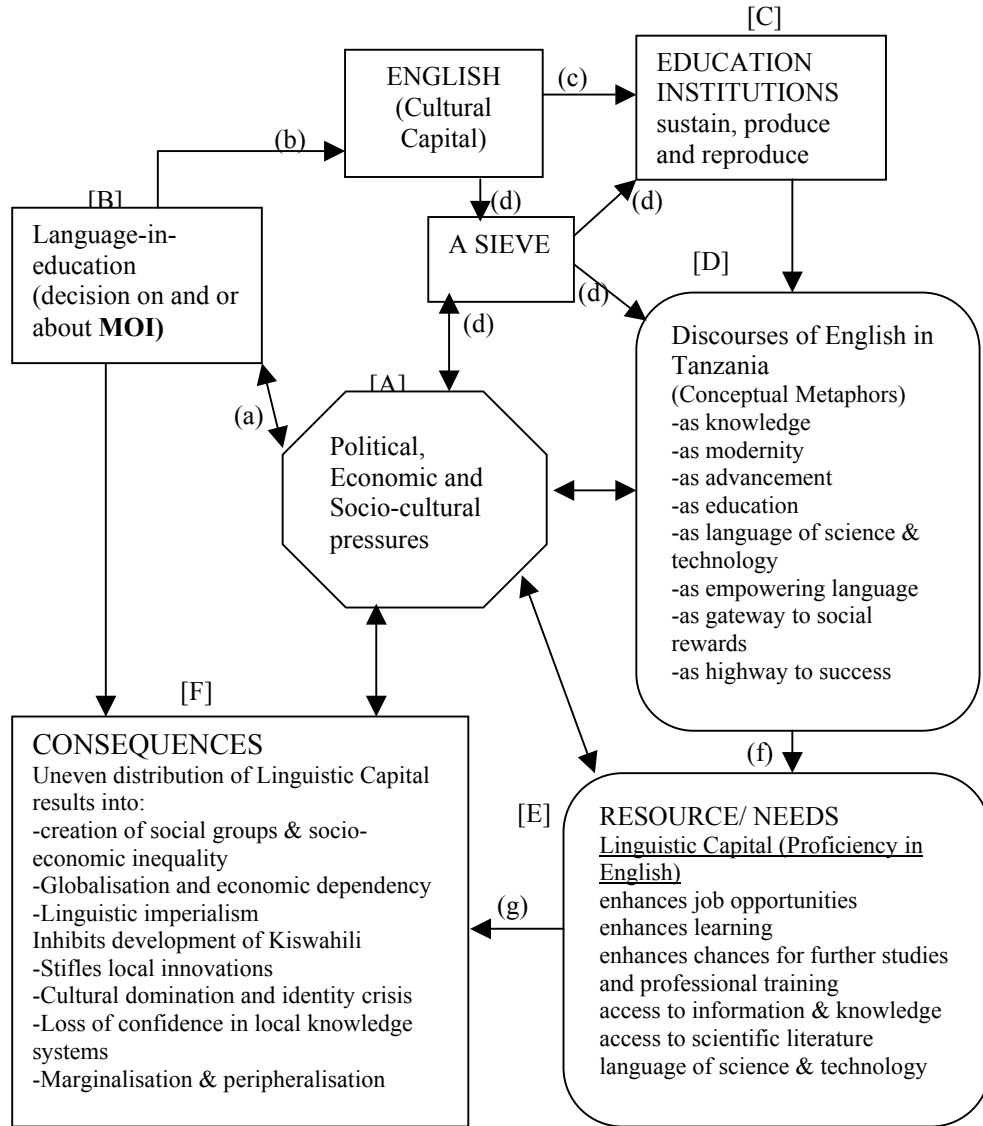 [C]
ENGLISH
(Cultural
Capital)
(c)
EDUCATION
INSTITUTIONS
sustain, produce
and reproduce
(b)
[B]
Language-in-
education
(decision on and or
about MOI)
(d)
A SIEVE
(d)
(d)
(d)
[D]
(a)
[A]
Political,
Economic and
Socio-cultural
pressures
Discourses of English in
Tanzania
(Conceptual Metaphors)
-as knowledge
-as modernity
-as advancement
-as education
-as language of science &
technology
-as empowering language
-as gateway to social
rewards
-as highway to success
(f)
[F]
CONSEQUENCES
Uneven distribution of Linguistic Capital
results into:
-creation of social groups & socio-
economic inequality
-Globalisation and economic dependency
-Linguistic imperialism
Inhibits development of Kiswahili
-Stifles local innovations
-Cultural domination and identity crisis
-Loss of confidence in local knowledge
systems
-Marginalisation & peripheralisation
(g)
[E]
RESOURCE/ NEEDS
Linguistic Capital (Proficiency in
English)
enhances job opportunities
enhances learning
enhances chances for further studies
and professional training
access to information & knowledge
access to scientific literature
language of science & technology